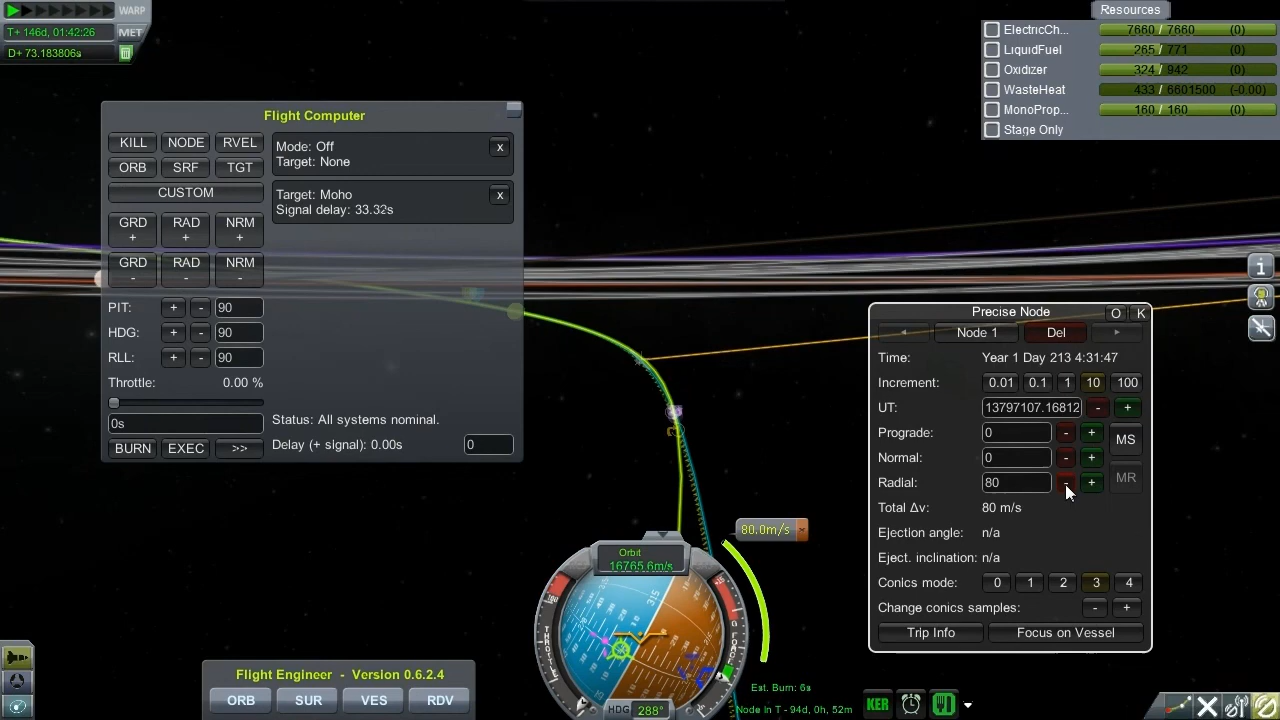 WARP
T+ 146d, 01:42:26
MET
D+ 73.183806s
Resources
ElectricCh... 7660 / 7660 (0)
LiquidFuel 265 / 771 (0)
Oxidizer 324 / 942 (0)
WasteHeat 433 / 6601500 (-0.00)
MonoProp... 160 / 160 (0)
Stage Only
Flight Computer
KILL NODE RVEL
ORB SRF TGT
CUSTOM
GRD + RAD + NRM +
GRD - RAD - NRM -
PIT: + - 90
HDG: + - 90
RLL: + - 90
Throttle: 0.00 %
0s
BURN EXEC >>
Mode: Off
Target: None
x
Target: Moho
Signal delay: 33.32s
x
Status: All systems nominal.
Delay (+ signal): 0.00s 0
Precise Node O K
Node 1 Del
Time: Year 1 Day 213 4:31:47
Increment: 0.01 0.1 1 10 100
UT: 13797107.16812 - +
Prograde: 0 - + MS
Normal: 0 - +
Radial: 80 - + MR
Total Δv: 80 m/s
Ejection angle: n/a
Eject. inclination: n/a
Conics mode: 0 1 2 3 4
Change conics samples: - +
Trip Info Focus on Vessel
80.0m/s
Orbit
16765.6m/s
315
HDG 288°
Est. Burn: 6s
Node in T - 94d, 0h, 52m
Flight Engineer - Version 0.6.2.4
ORB SUR VES RDV
KER